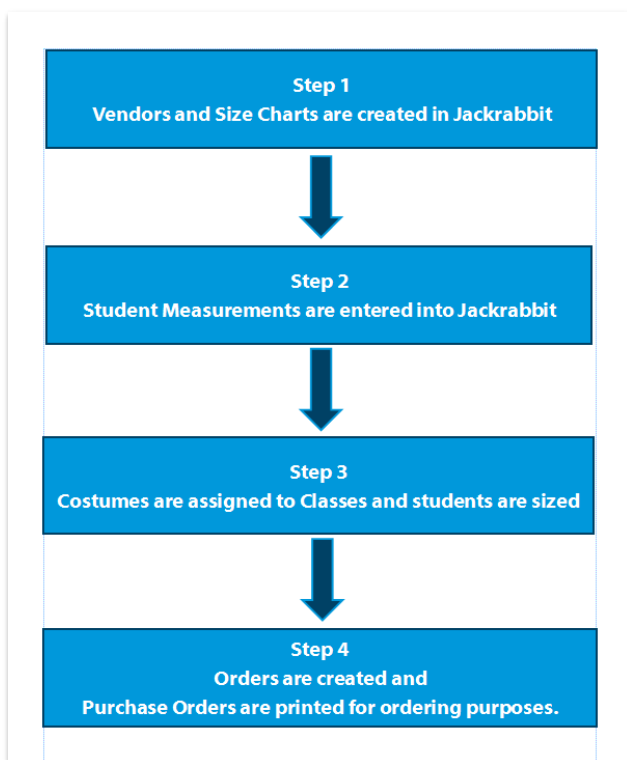 Step 1
Vendors and Size Charts are created in Jackrabbit
Step 2
Student Measurements are entered into Jackrabbit
Step 3
Costumes are assigned to Classes and students are sized
Step 4
Orders are created and
Purchase Orders are printed for ordering purposes.